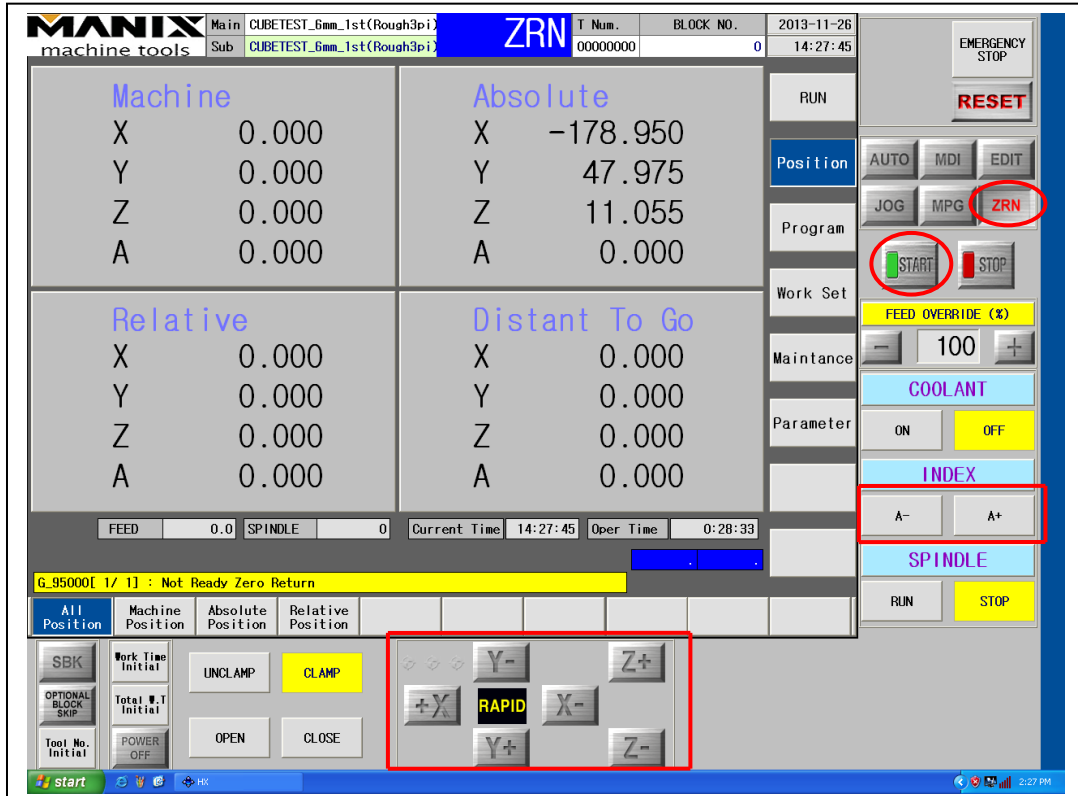 MANIX
machine tools
Main CUBETEST_6mm_1st(Rough3pi)
Sub CUBETEST_6mm_1st(Rough3pi)
ZRN
T Num. BLOCK NO.
00000000 0
2013-11-26
14:27:45
EMERGENCY
STOP
RESET
Machine
X 0.000
Y 0.000
Z 0.000
A 0.000
Absolute
X -178.950
Y 47.975
Z 11.055
A 0.000
Relative
X 0.000
Y 0.000
Z 0.000
A 0.000
Distant To Go
X 0.000
Y 0.000
Z 0.000
A 0.000
RUN
Position
Program
Work Set
Maintance
Parameter
AUTO MDI EDIT
JOG MPG ZRN
START STOP
FEED OVERRIDE (%)
- 100 +
COOLANT
ON OFF
INDEX
A- A+
SPINDLE
RUN STOP
FEED 0.0 SPINDLE 0 Current Time 14:27:45 Oper Time 0:28:33
. .
G_95000[ 1/ 1] : Not Ready Zero Return
All
Position
Machine
Position
Absolute
Position
Relative
Position
SBK
OPTIONAL
BLOCK
SKIP
Tool No.
Initial
Work Time
Initial
Total W.T
Initial
POWER
OFF
UNCLAMP CLAMP
OPEN CLOSE
Y- Z+
+X RAPID X-
Y+ Z-
start HX 2:27 PM